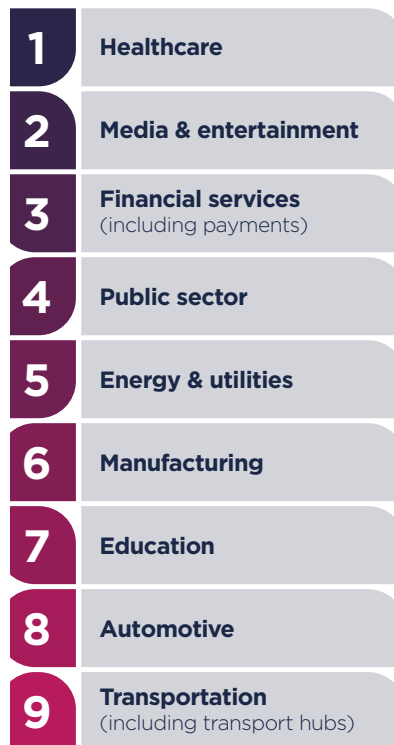 1 Healthcare
2 Media & entertainment
3 Financial services
(including payments)
4 Public sector
5 Energy & utilities
6 Manufacturing
7 Education
8 Automotive
9 Transportation
(including transport hubs)